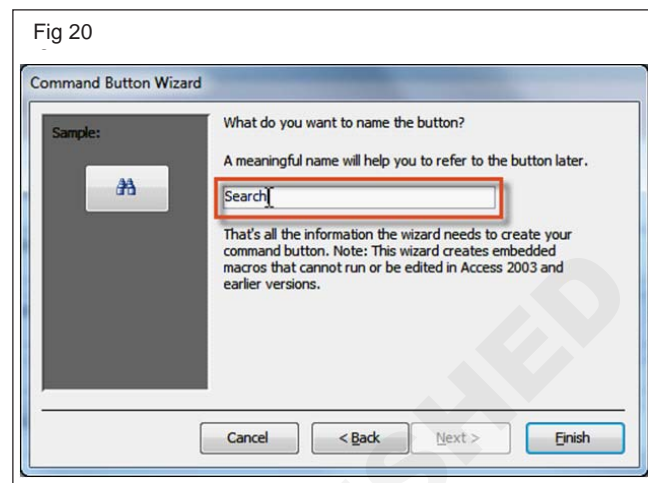 Fig 20
Command Button Wizard
Sample:
What do you want to name the button?
A meaningful name will help you to refer to the button later.
Search
That's all the information the wizard needs to create your
command button. Note: This wizard creates embedded
macros that cannot run or be edited in Access 2003 and
earlier versions.
Cancel
< Back
Next >
Finish
SHED